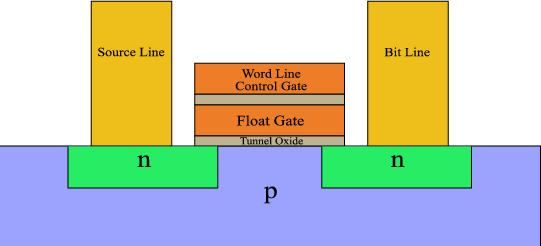 Source Line
Word Line
Control Gate
Bit Line
Float Gate
Tunnel Oxide
n
n
p